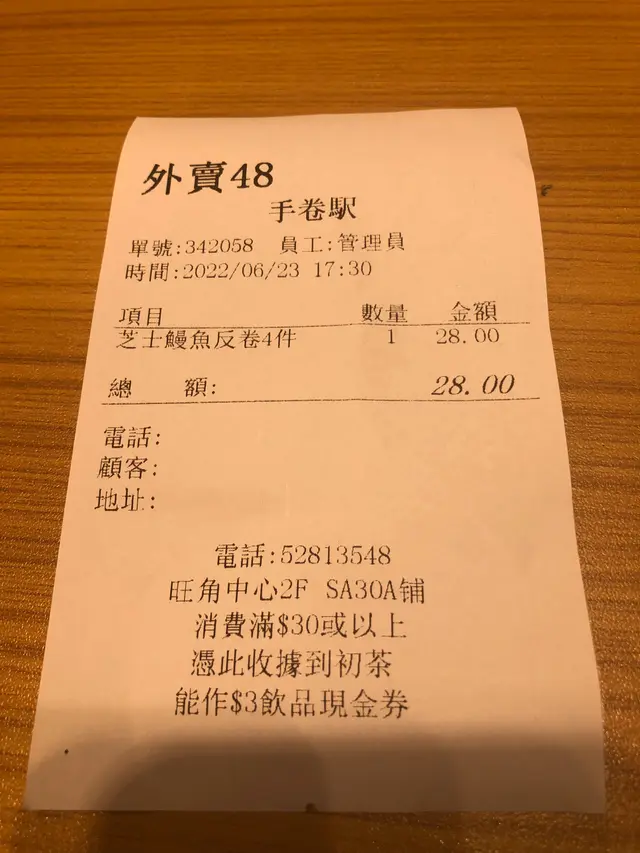 外賣48
手卷駅
單號:342058 員工:管理員
時間:2022/06/23 17:30
項目 數量 金額
芝士鰻魚反卷4件 1 28.00
總 額: 28.00
電話:
顧客:
地址:
電話:52813548
旺角中心2F SA30A铺
消費滿$30或以上
憑此收據到初茶
能作$3飲品現金券